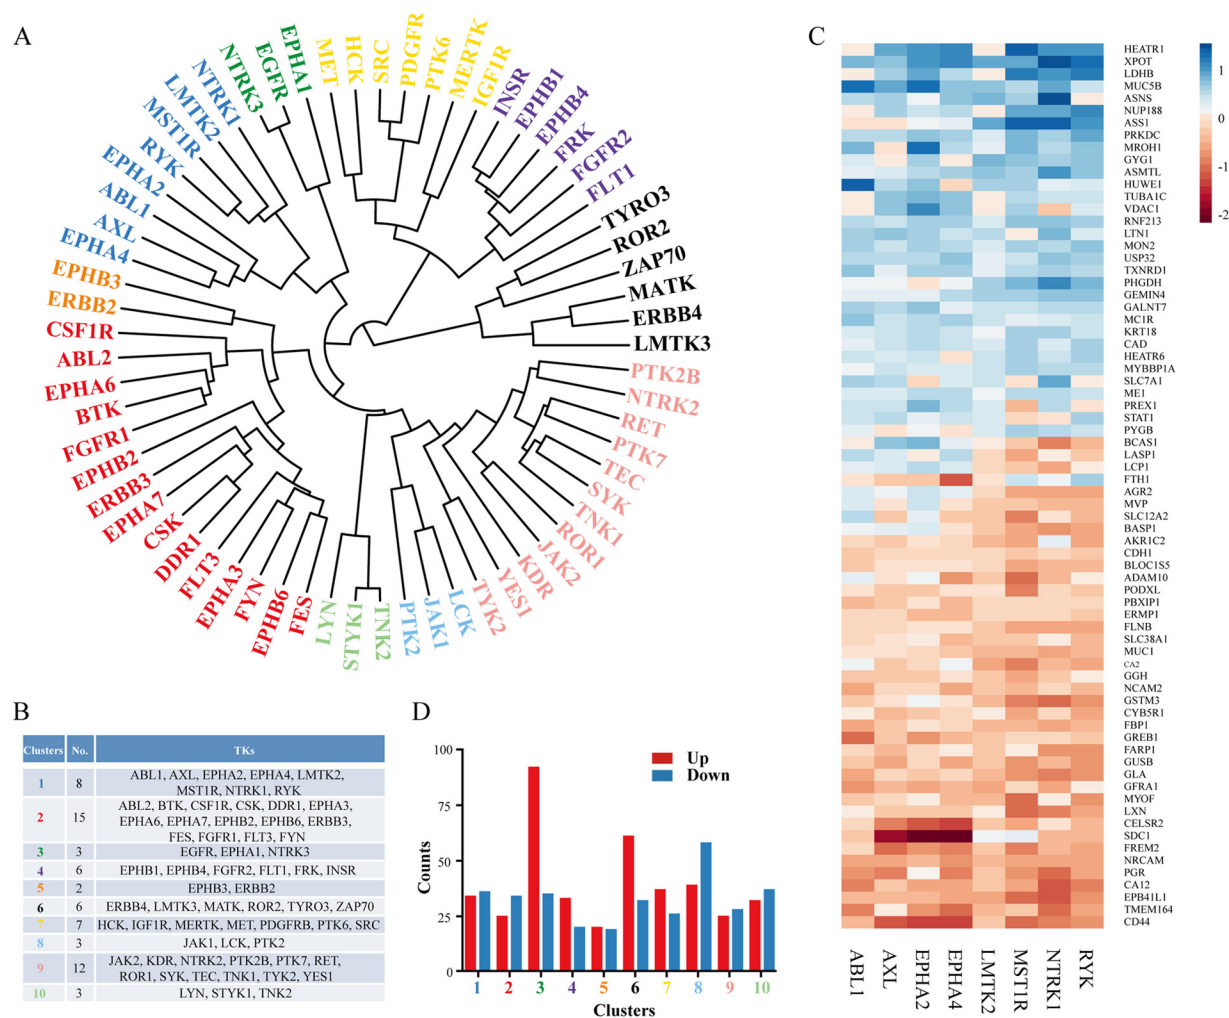 A
NTRK1
NTRK3
EGFR
EPHA1
MET
HCK
SRC
PDGFR
PTK6
MERTK
IGF1R
INSR
EPHB1
EPHB4
FRK
FGFR2
FLT1
TYRO3
ROR2
ZAP70
MATK
ERBB4
LMTK3
PTK2B
NTRK2
RET
PTK7
TEC
SYK
TNK1
ROR1
JAK2
KDR
YES1
TYK2
LCK
JAK1
PTK2
TNK2
STYK1
LYN
FES
EPHB6
FYN
EPHA3
FLT3
DDR1
CSK
EPHA7
ERBB3
EPHB2
FGFR1
BTK
EPHA6
ABL2
CSF1R
ERBB2
EPHB3
EPHA4
AXL
ABL1
EPHA2
RYK
MST1R
LMTK2
B
Clusters No. TKs
1 8 ABL1, AXL, EPHA2, EPHA4, LMTK2,
MST1R, NTRK1, RYK
2 15 ABL2, BTK, CSF1R, CSK, DDR1, EPHA3,
EPHA6, EPHA7, EPHB2, EPHB6, ERBB3,
FES, FGFR1, FLT3, FYN
3 3 EGFR, EPHA1, NTRK3
4 6 EPHB1, EPHB4, FGFR2, FLT1, FRK, INSR
5 2 EPHB3, ERBB2
6 6 ERBB4, LMTK3, MATK, ROR2, TYRO3, ZAP70
7 7 HCK, IGF1R, MERTK, MET, PDGFRB, PTK6, SRC
8 3 JAK1, LCK, PTK2
9 12 JAK2, KDR, NTRK2, PTK2B, PTK7, RET,
ROR1, SYK, TEC, TNK1, TYK2, YES1
10 3 LYN, STYK1, TNK2
D
Up
Down
Counts
100
75
50
25
0
1 2 3 4 5 6 7 8 9 10
Clusters
C
HEATR1
XPOT
LDHB
MUC5B
ASNS
NUP188
ASS1
PRKDC
MROH1
GYG1
ASMTL
HUWE1
TUBA1C
VDAC1
RNF213
LTN1
MON2
USP32
TXNRD1
PHGDH
GEMIN4
GALNT7
MC1R
KRT18
CAD
HEATR6
MYBBP1A
SLC7A1
ME1
PREX1
STAT1
PYGB
BCAS1
LASP1
LCP1
FTH1
AGR2
MVP
SLC12A2
BASP1
AKR1C2
CDH1
BLOC1S5
ADAM10
PODXL
PBXIP1
ERMP1
FLNB
SLC38A1
MUC1
CA2
GGH
NCAM2
GSTM3
CYB5R1
FBP1
GREB1
FARP1
GUSB
GLA
GFRA1
MYOF
LXN
CELSR2
SDC1
FREM2
NRCAM
PGR
CA12
EPB41L1
TMEM164
CD44
ABL1
AXL
EPHA2
EPHA4
LMTK2
MST1R
NTRK1
RYK
1
0
-1
-2